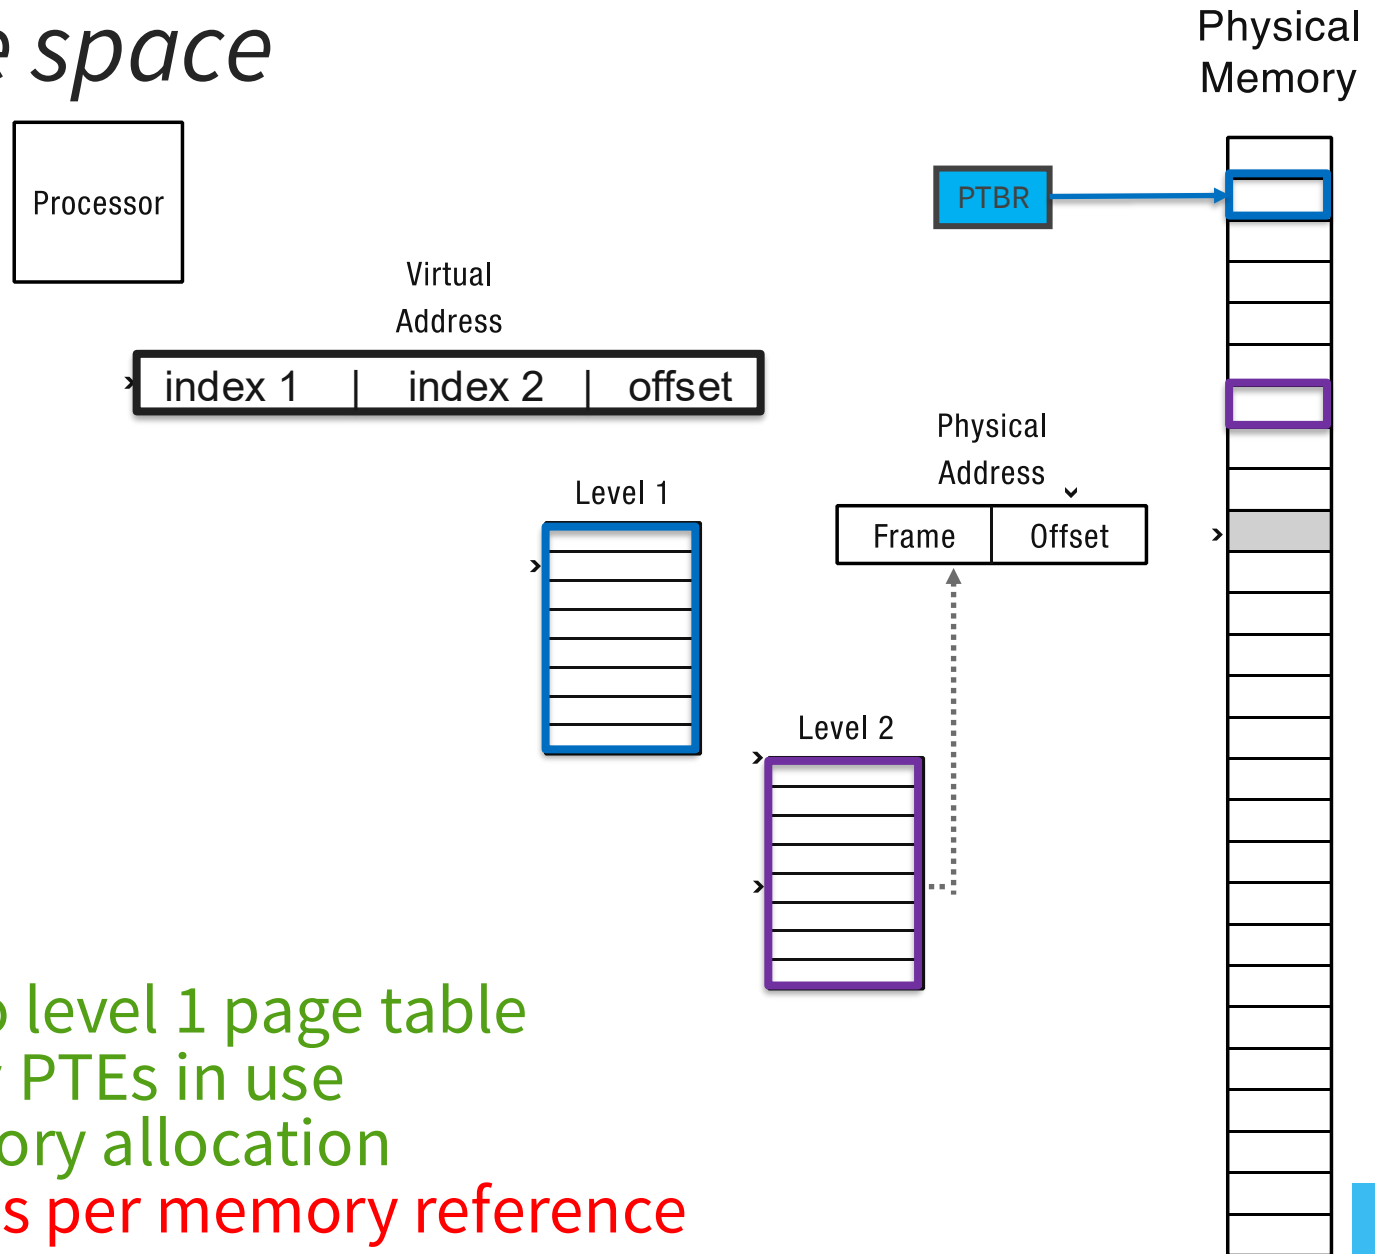 e space
Physical
Memory
Processor
PTBR
Virtual
Address
index 1 | index 2 | offset
Physical
Address
Level 1
Frame
Offset
Level 2
level 1 page table
PTEs in use
ory allocation
s per memory reference